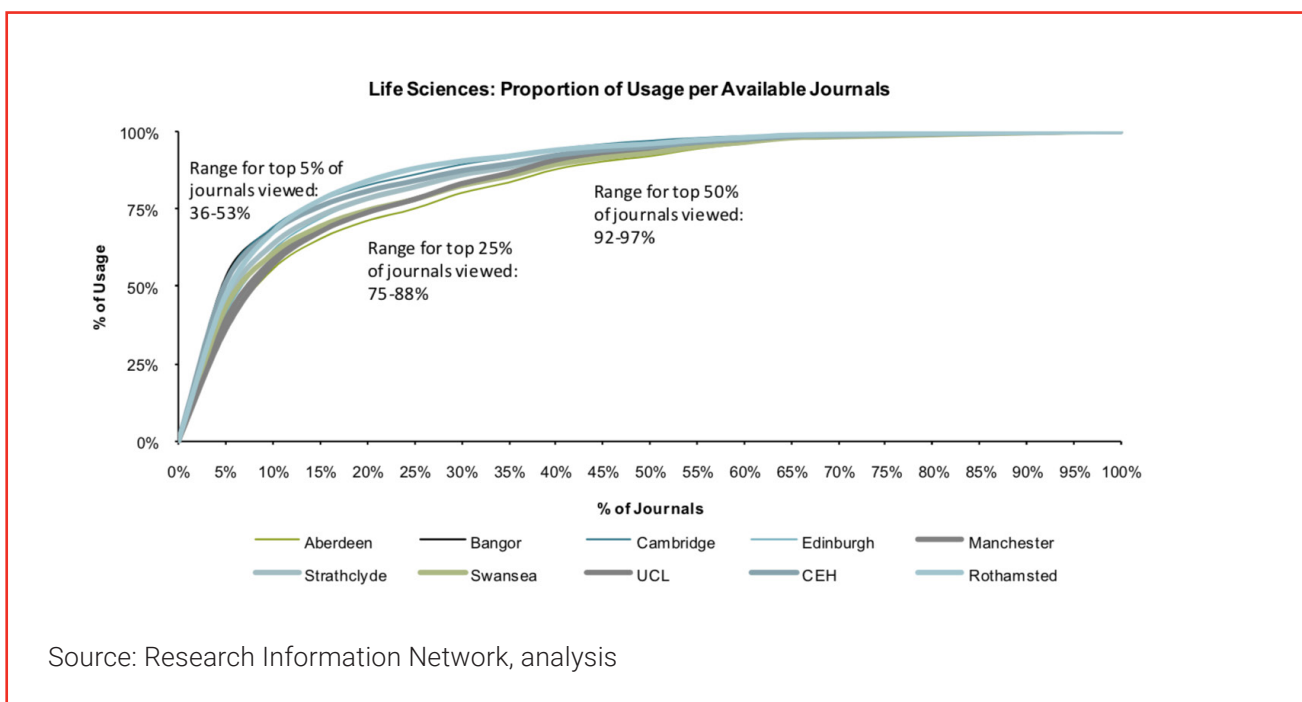 Life Sciences: Proportion of Usage per Available Journals
100%
75%
50%
25%
0%
% of Usage
Range for top 5% of
journals viewed:
36-53%
Range for top 25%
of journals viewed:
75-88%
Range for top 50%
of journals viewed:
92-97%
0% 5% 10% 15% 20% 25% 30% 35% 40% 45% 50% 55% 60% 65% 70% 75% 80% 85% 90% 95% 100%
% of Journals
Aberdeen Bangor Cambridge Edinburgh Manchester
Strathclyde Swansea UCL CEH Rothamsted
Source: Research Information Network, analysis